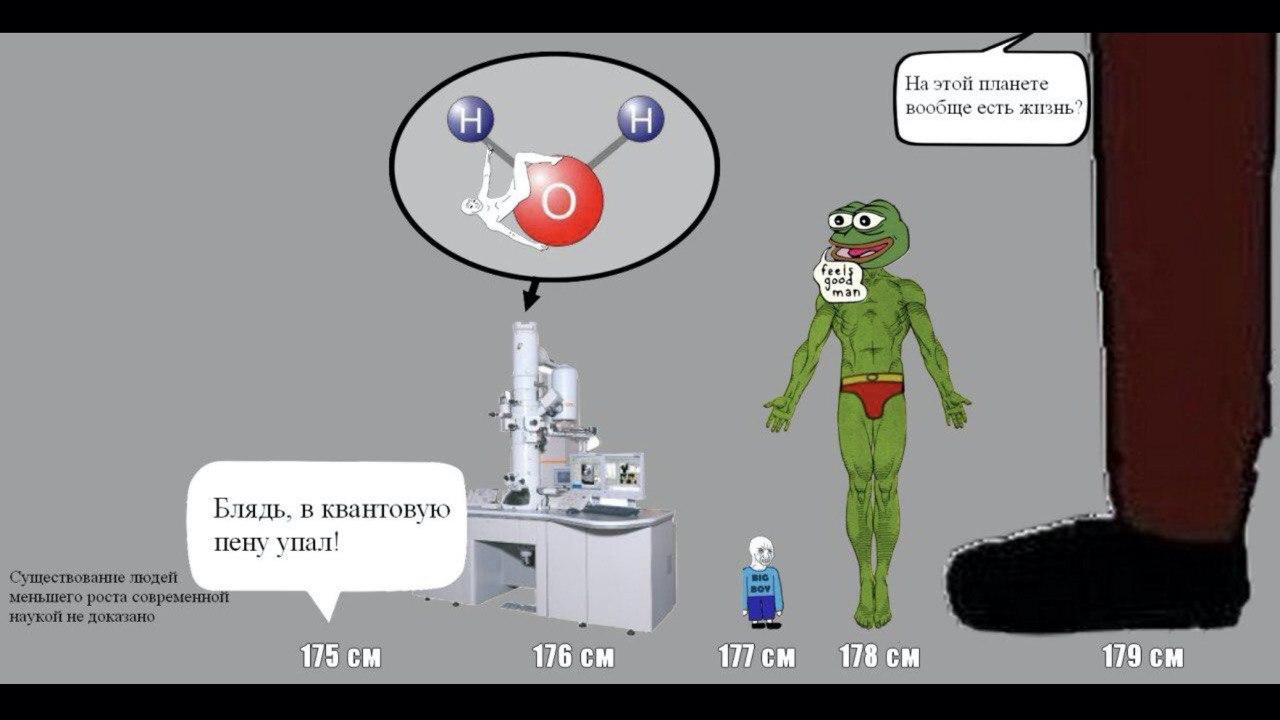 На этой планете
вообще есть жизнь?
H
H
O
feels
good
man
Блядь, в квантовую
пену упал!
Существование людей
меньшего роста современной
наукой не доказано
BIG
BOY
175 см
176 см
177 см
178 см
179 см